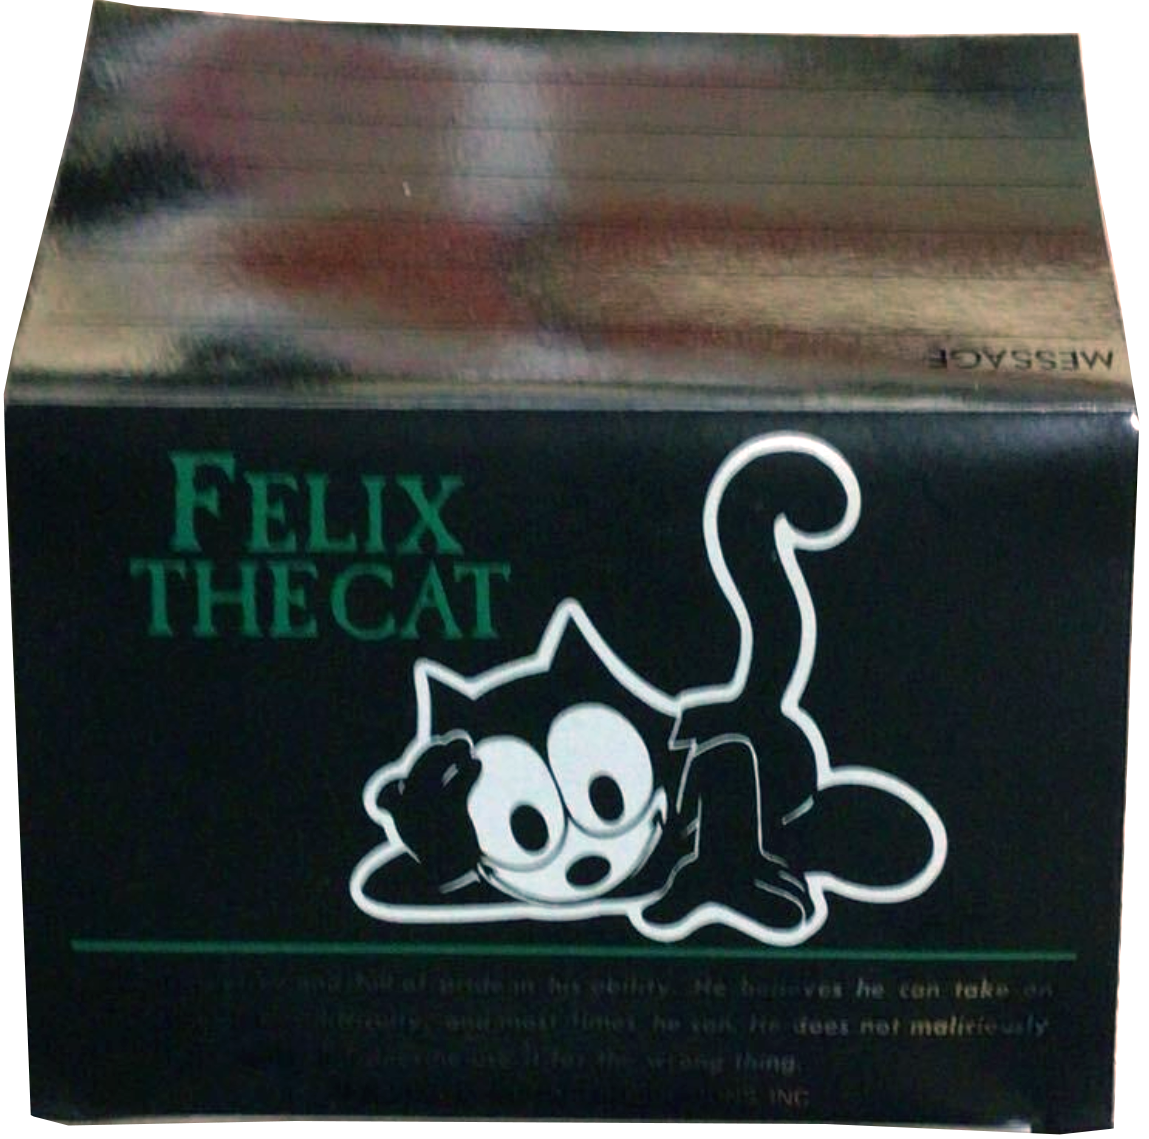 MESSAGE
FELIX
THE CAT
and full of pride in his ability. He believes he can take on
and most times he can. He does not maliciously
use it for the wrong thing.
INC